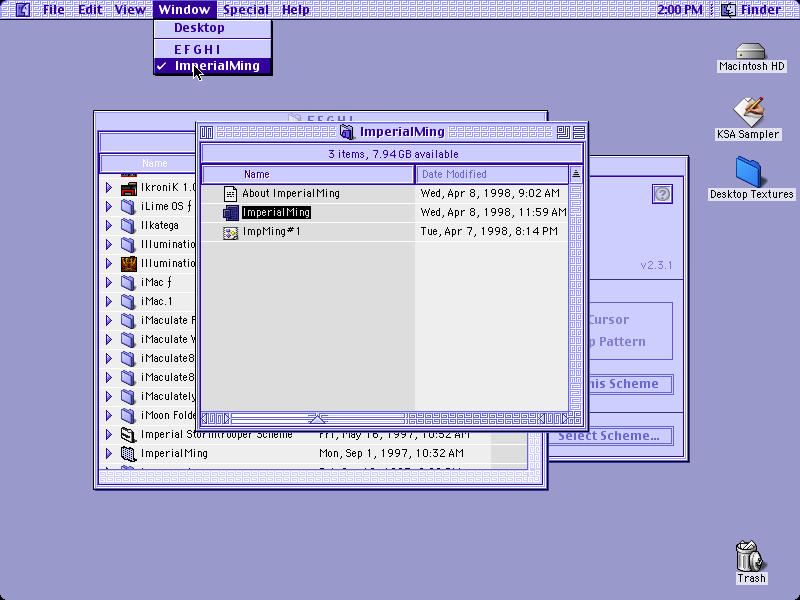 File Edit View Window Special Help 2:00 PM Finder
Desktop
E F G H I
✓ ImperialMing
Macintosh HD
KSA Sampler
Desktop Textures
Trash
E F G H I
Name
IkroniK 1.0
iLime OS ƒ
Ilkatega
Illuminatio
Illuminatio
iMac ƒ
iMac.1
iMaculate F
iMaculate V
iMaculate8
iMaculate8
iMaculately
iMoon Folde
Imperial Stormtrooper Scheme Fri, May 16, 1997, 10:52 AM
ImperialMing Mon, Sep 1, 1997, 10:32 AM
ImperialMing
3 items, 7.94 GB available
Name Date Modified
About ImperialMing Wed, Apr 8, 1998, 9:02 AM
ImperialMing Wed, Apr 8, 1998, 11:59 AM
ImpMing#1 Tue, Apr 7, 1998, 8:14 PM
v2.3.1
Cursor
p Pattern
his Scheme
Select Scheme...